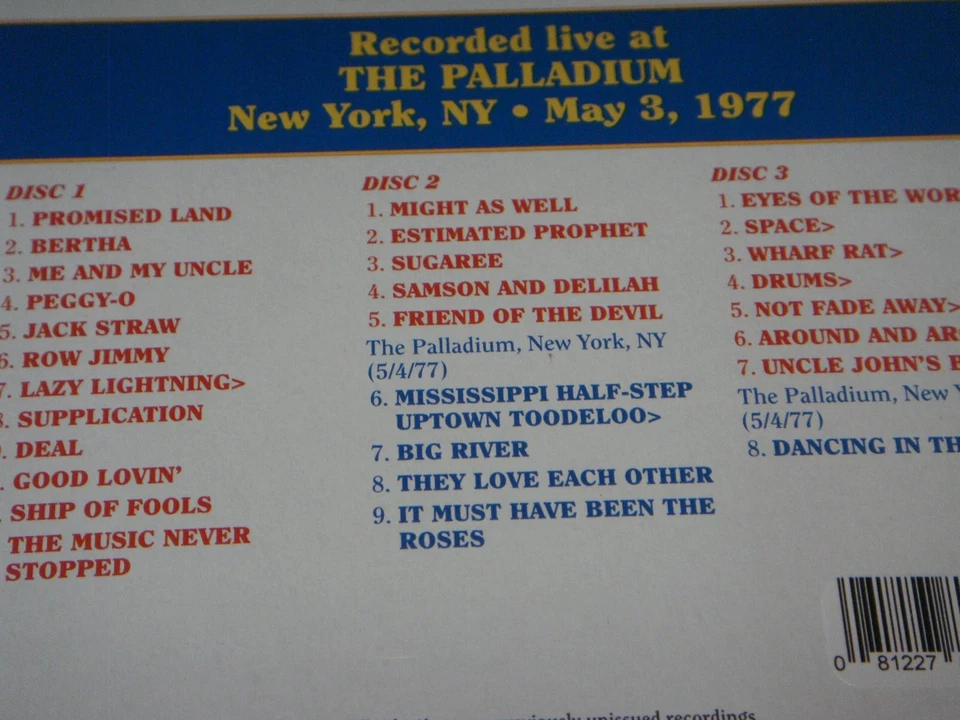 Recorded live at
THE PALLADIUM
New York, NY • May 3, 1977
DISC 1
1. PROMISED LAND
2. BERTHA
3. ME AND MY UNCLE
4. PEGGY-O
5. JACK STRAW
6. ROW JIMMY
7. LAZY LIGHTNING>
8. SUPPLICATION
. DEAL
. GOOD LOVIN'
SHIP OF FOOLS
THE MUSIC NEVER
STOPPED
DISC 2
1. MIGHT AS WELL
2. ESTIMATED PROPHET
3. SUGAREE
4. SAMSON AND DELILAH
5. FRIEND OF THE DEVIL
The Palladium, New York, NY
(5/4/77)
6. MISSISSIPPI HALF-STEP
UPTOWN TOODELOO>
7. BIG RIVER
8. THEY LOVE EACH OTHER
9. IT MUST HAVE BEEN THE
ROSES
DISC 3
1. EYES OF THE WOR
2. SPACE>
3. WHARF RAT>
4. DRUMS>
5. NOT FADE AWAY>
6. AROUND AND AR
7. UNCLE JOHN'S B
The Palladium, New Y
(5/4/77)
8. DANCING IN TH
0 81227
unissued recordings